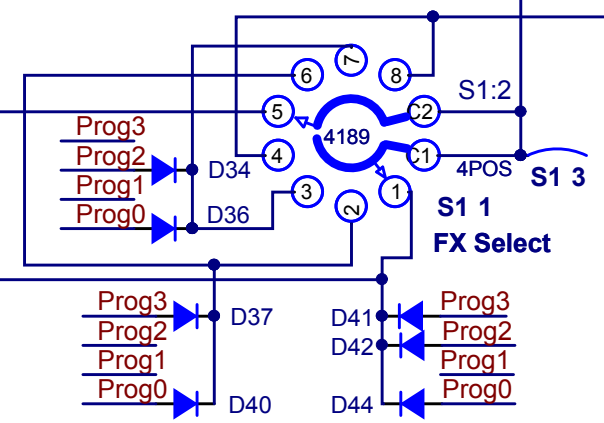 7
6
8
S1:2
5
C2
Prog3
4189
Prog2
4
C1
D34
4POS
S1 3
Prog1
3
1
Prog0
D36
2
S1 1
FX Select
Prog3
D37
D41
Prog3
Prog2
D42
Prog2
Prog1
Prog1
Prog0
D40
D44
Prog0